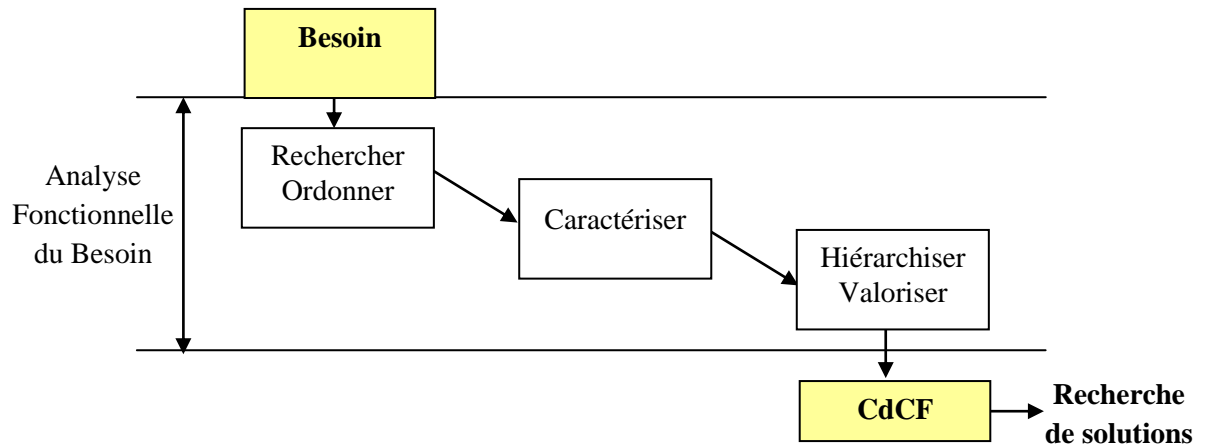 Besoin
Rechercher
Ordonner
Analyse
Fonctionnelle
du Besoin
Caractériser
Hiérarchiser
Valoriser
CdCF
Recherche
de solutions